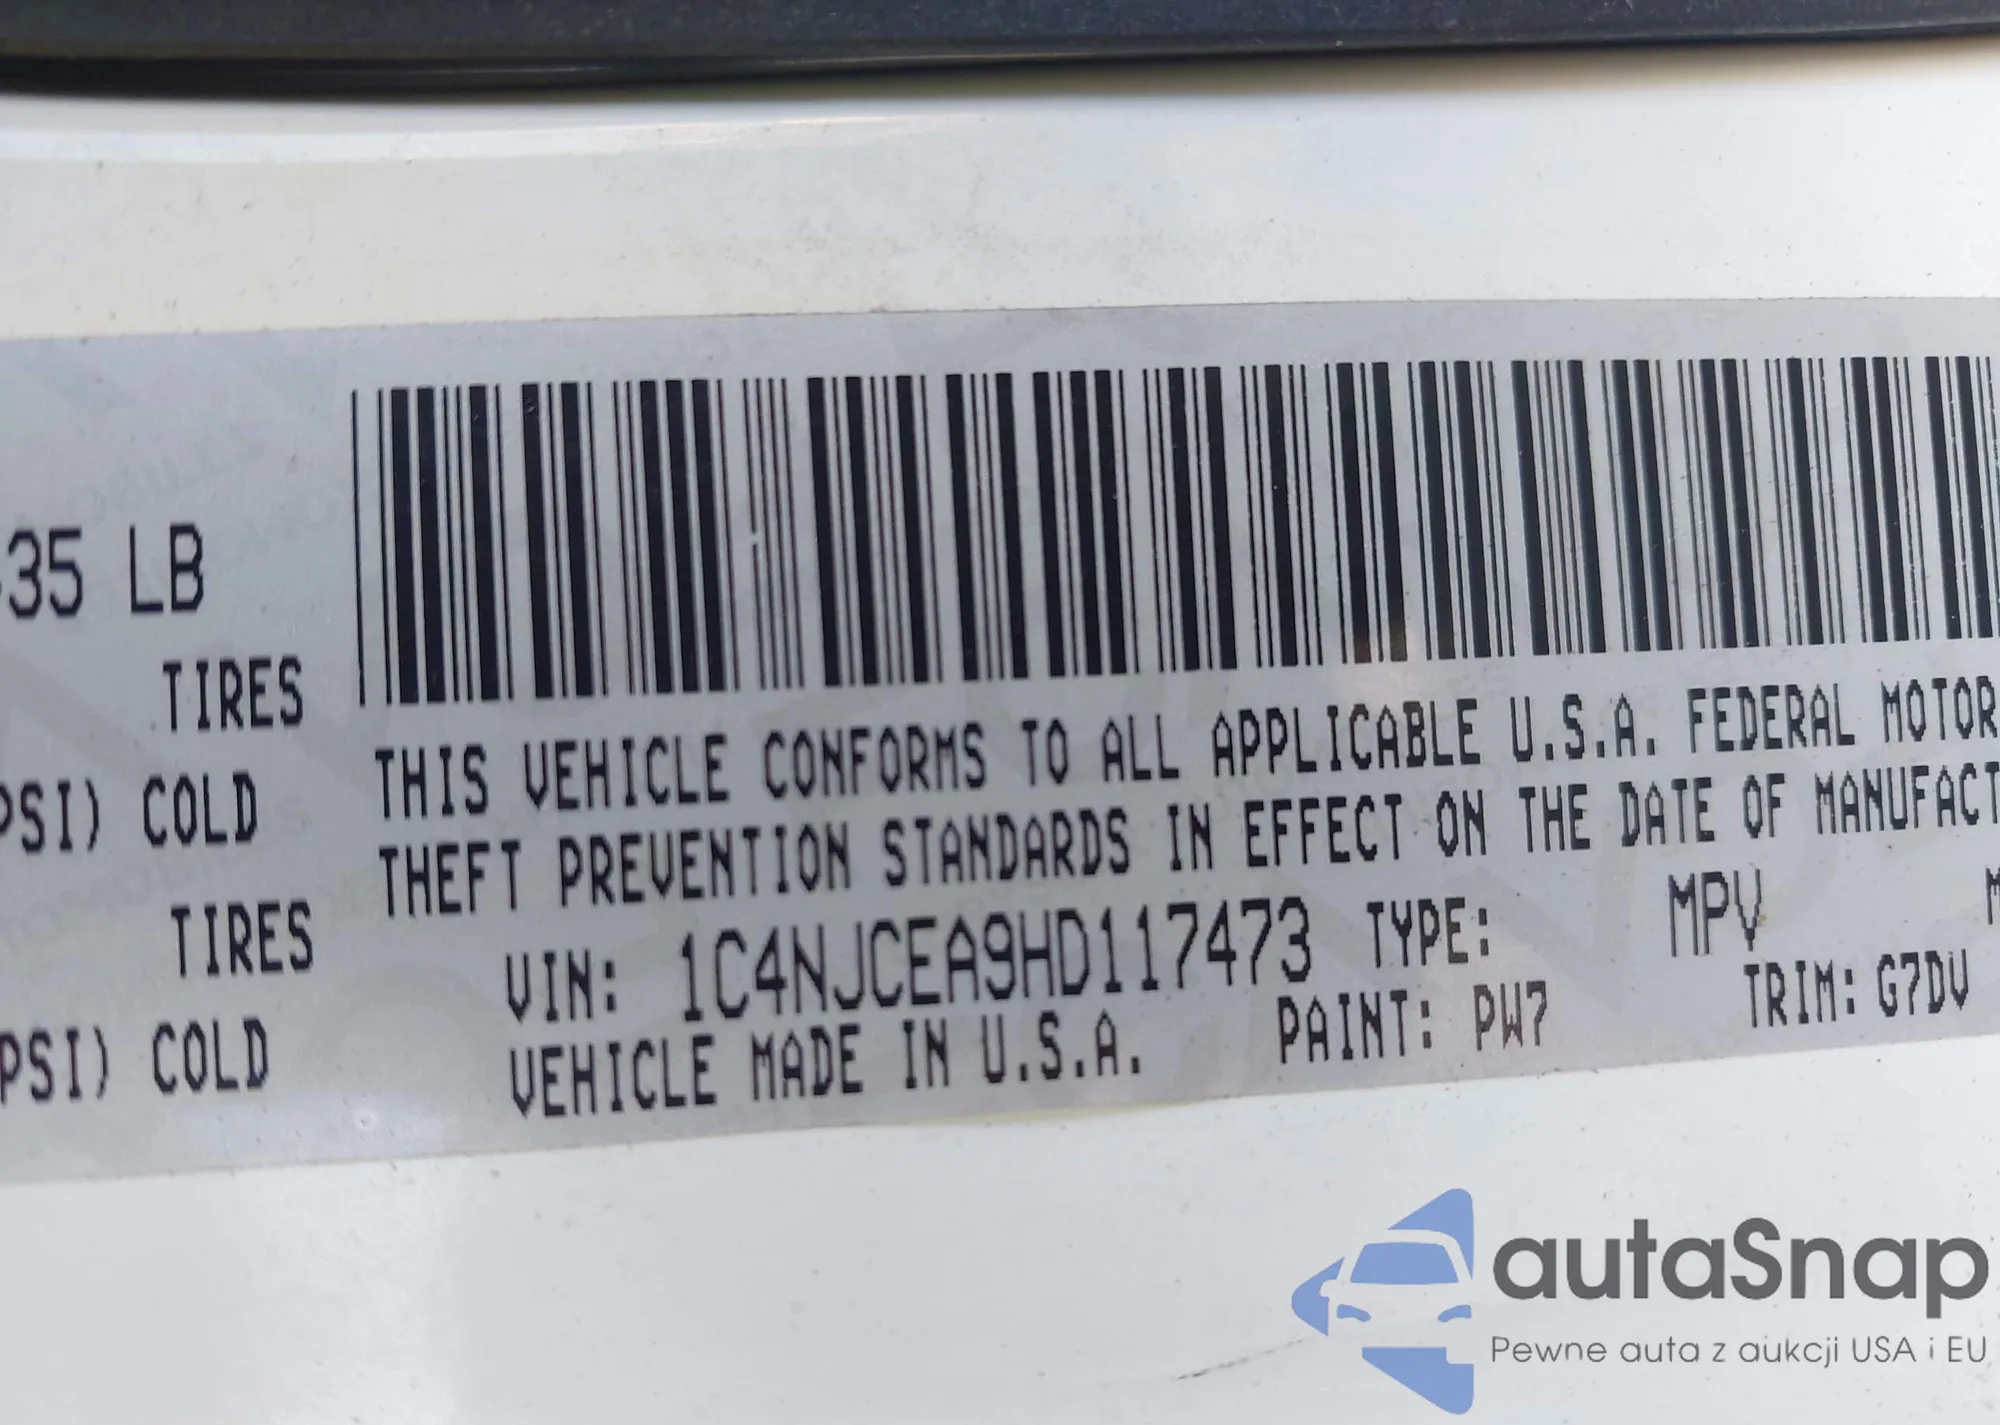 35 LB
TIRES
PSI) COLD
TIRES
PSI) COLD
THIS VEHICLE CONFORMS TO ALL APPLICABLE U.S.A. FEDERAL MOTOR
THEFT PREVENTION STANDARDS IN EFFECT ON THE DATE OF MANUFACT
VIN: 1C4NJCEA9HD117473 TYPE: MPV
VEHICLE MADE IN U.S.A. PAINT: PW7 TRIM: G7DV
autaSnap
Pewne auta z aukcji USA i EU